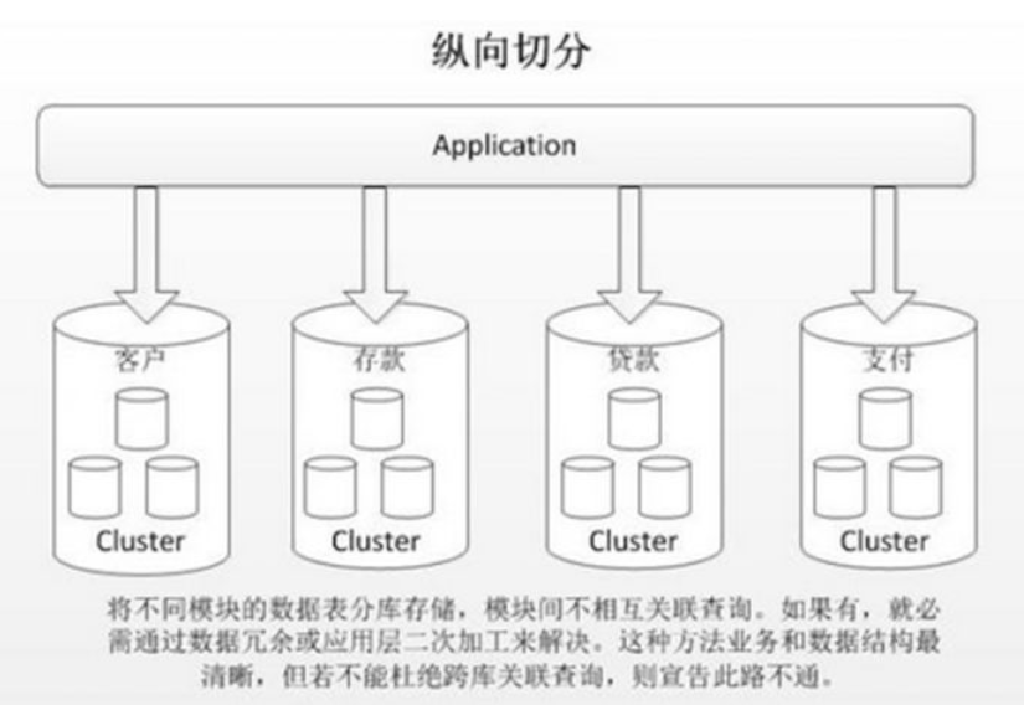 纵向切分
Application
客户
存款
贷款
支付
Cluster
Cluster
Cluster
Cluster
将不同模块的数据表分库存储，模块间不相互关联查询。如果有，就必
需通过数据冗余或应用层二次加工来解决。这种方法业务和数据结构最
清晰，但若不能杜绝跨库关联查询，则宣告此路不通。